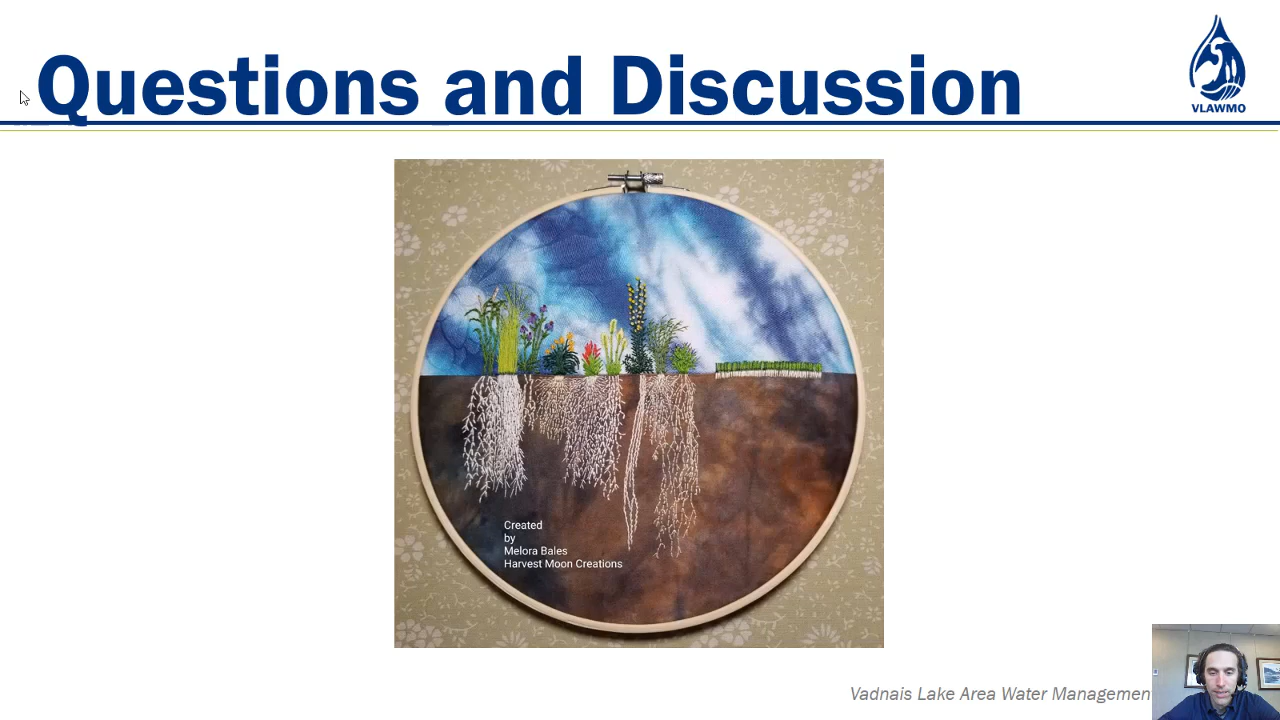 Questions and Discussion
VLAWMO
Created
by
Melora Bales
Harvest Moon Creations
Vadnais Lake Area Water Managemen